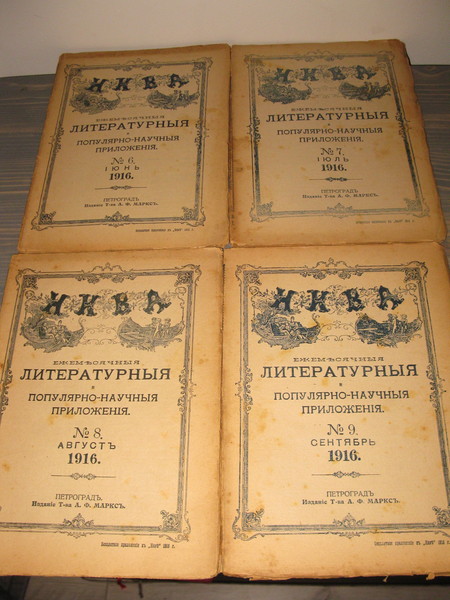 НИВА
ЕЖЕМѢСЯЧНЫЯ
ЛИТЕРАТУРНЫЯ
и
ПОПУЛЯРНО-НАУЧНЫЯ
ПРИЛОЖЕНІЯ.
№ 6.
ІЮНЬ
1916.
ПЕТРОГРАДЪ
Изданіе Т-ва А. Ф. МАРКСЪ.
НИВА
ЕЖЕМѢСЯЧНЫЯ
ЛИТЕРАТУРНЫЯ
и
ПОПУЛЯРНО-НАУЧНЫЯ
ПРИЛОЖЕНІЯ.
№ 7.
ІЮЛЬ
1916.
ПЕТРОГРАДЪ
Изданіе Т-ва А. Ф. МАРКСЪ.
НИВА
ЕЖЕМѢСЯЧНЫЯ
ЛИТЕРАТУРНЫЯ
и
ПОПУЛЯРНО-НАУЧНЫЯ
ПРИЛОЖЕНІЯ.
№ 8.
АВГУСТЪ
1916.
ПЕТРОГРАДЪ
Изданіе Т-ва А. Ф. МАРКСЪ.
НИВА
ЕЖЕМѢСЯЧНЫЯ
ЛИТЕРАТУРНЫЯ
и
ПОПУЛЯРНО-НАУЧНЫЯ
ПРИЛОЖЕНІЯ.
№ 9.
СЕНТЯБРЬ
1916.
ПЕТРОГРАДЪ
Изданіе Т-ва А. Ф. МАРКСЪ.